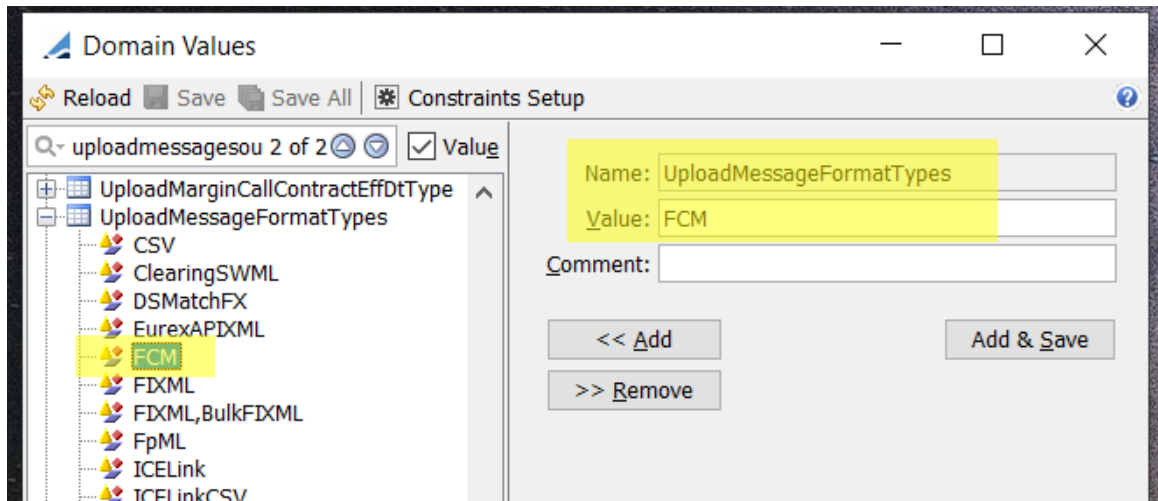 Domain Values
Reload Save Save All Constraints Setup
uploadmessagesou 2 of 2 Value
UploadMarginCallContractEffDtType
UploadMessageFormatTypes
CSV
ClearingSWML
DSMatchFX
EurexAPIXML
FCM
FIXML
FIXML,BulkFIXML
FpML
ICELink
ICELinkCSV
Name: UploadMessageFormatTypes
Value: FCM
Comment:
<< Add Add & Save
>> Remove